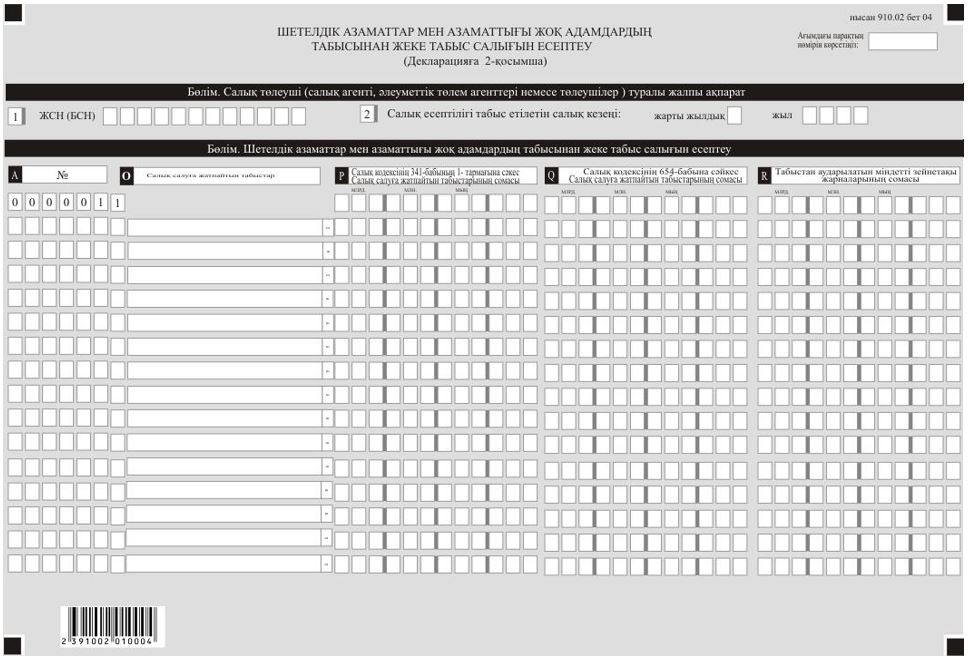 нысан 910.02 бет 04
ШЕТЕЛДІК АЗАМАТТАР МЕН АЗАМАТТЫҒЫ ЖОҚ АДАМДАРДЫҢ
ТАБЫСЫНАН ЖЕКЕ ТАБЫС САЛЫҒЫН ЕСЕПТЕУ
(Декларацияға 2-қосымша)
Ағымдағы парақтың
нөмірін көрсетіңіз:
Бөлім. Салық төлеуші (салық агенті, әлеуметтік төлем агенттері немесе төлеушілер ) туралы жалпы ақпарат
1 ЖСН (БСН) 2 Салық есептілігі табыс етілетін салық кезеңі: жарты жылдық жыл
Бөлім. Шетелдік азаматтар мен азаматтығы жоқ адамдардың табысынан жеке табыс салығын есептеу
A № O Салық салуға жатпайтын табыстар
P Салық кодексінің 341-бабының 1- тармағына сәкес
Салық салуға жатпайтын табыстарының сомасы
Q Салық кодексінің 654-бабына сәйкес
Салық салуға жатпайтын табыстарының сомасы
R Табыстан аударылатын міндетті зейнетақы
жарналарының сомасы
МЛРД. МЛН. МЫҢ МЛРД. МЛН. МЫҢ МЛРД. МЛН. МЫҢ
0 0 0 0 0 1 1
2 391002 010004